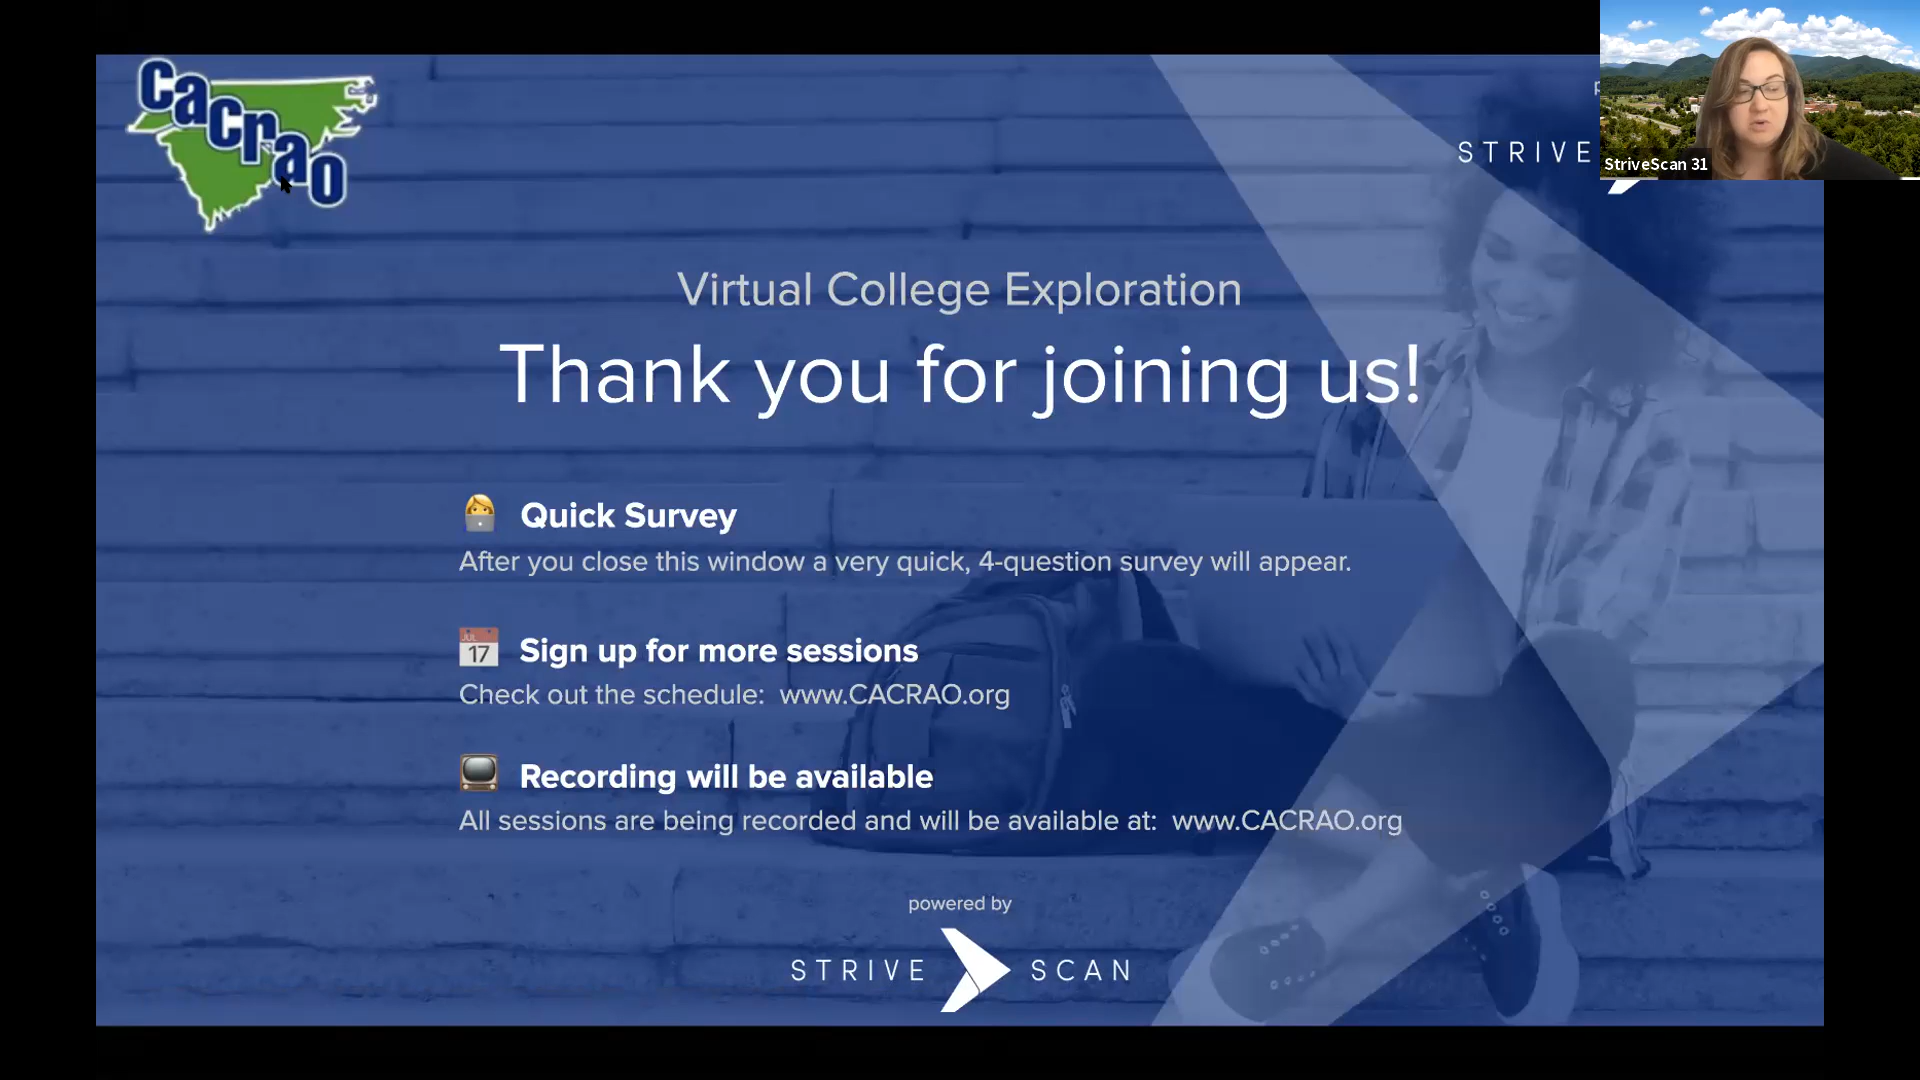 Cacrao
STRIVE
StriveScan 31
Virtual College Exploration
Thank you for joining us!
Quick Survey
After you close this window a very quick, 4-question survey will appear.
JUL
17
Sign up for more sessions
Check out the schedule: www.CACRAO.org
Recording will be available
All sessions are being recorded and will be available at: www.CACRAO.org
powered by
STRIVE SCAN